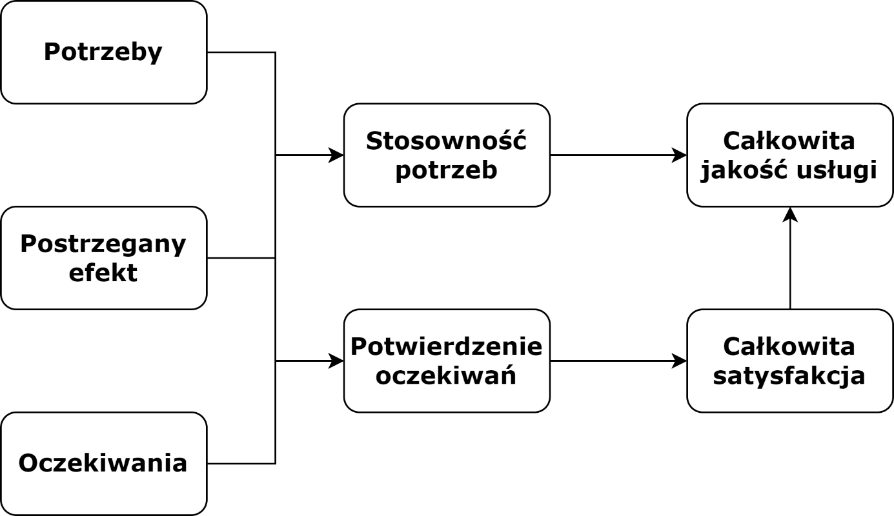 Potrzeby
Stosowność
potrzeb
Całkowita
jakość usługi
Postrzegany
efekt
Potwierdzenie
oczekiwań
Całkowita
satysfakcja
Oczekiwania